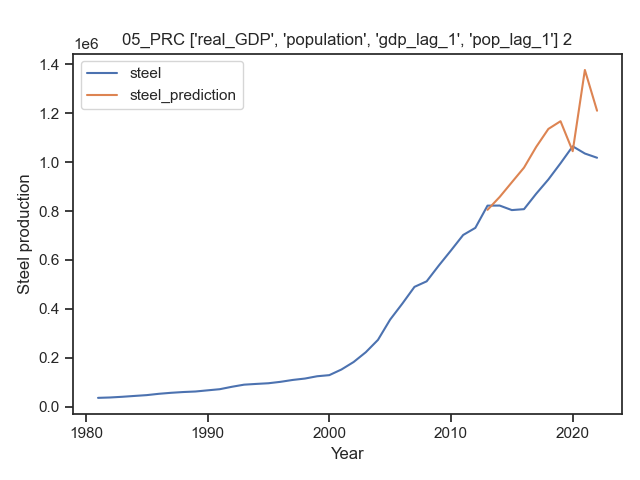 05_PRC ['real_GDP', 'population', 'gdp_lag_1', 'pop_lag_1'] 2
1e6
steel
steel_prediction
1.4
1.2
1.0
0.8
0.6
0.4
0.2
0.0
Steel production
1980
1990
2000
2010
2020
Year